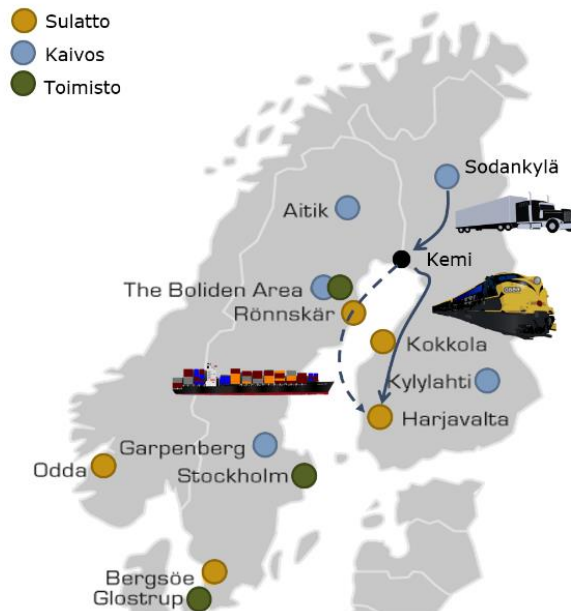 Sulatto
Kaivos
Toimisto
Sodankylä
Aitik
Kemi
The Boliden Area
Rönnskär
Kokkola
Kylylahti
Harjavalta
Garpenberg
Odda
Stockholm
Bergsöe
Glostrup